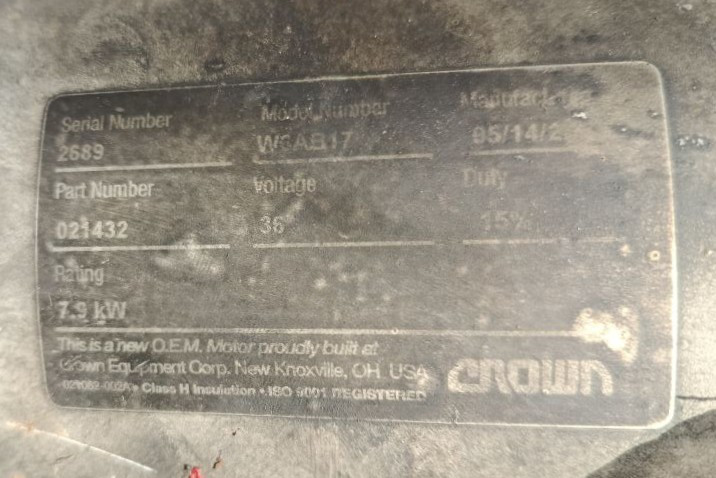 Serial Number Model Number
2689 W6AB17
Part Number Voltage Duty
021432 36 15%
Rating
7.9 kW
This is a new O.E.M. Motor proudly built at
Crown Equipment Corp. New Knoxville, OH USA
CROWN
Class H Insulation • ISO 9001 REGISTERED